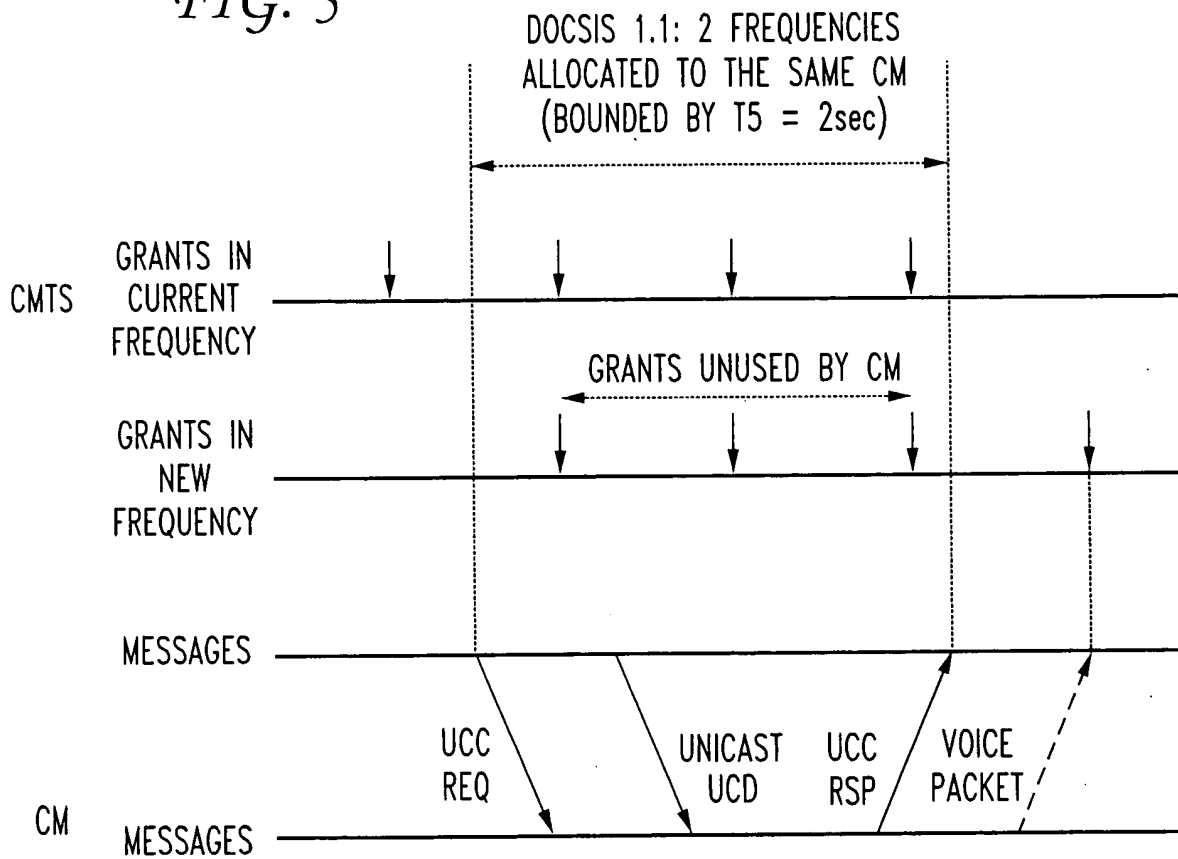 FIG. 5
DOCSIS 1.1: 2 FREQUENCIES
ALLOCATED TO THE SAME CM
(BOUNDED BY T5 = 2sec)
CMTS
GRANTS IN
CURRENT
FREQUENCY
GRANTS UNUSED BY CM
GRANTS IN
NEW
FREQUENCY
MESSAGES
UCC
REQ
UNICAST
UCD
UCC
RSP
VOICE
PACKET
CM
MESSAGES